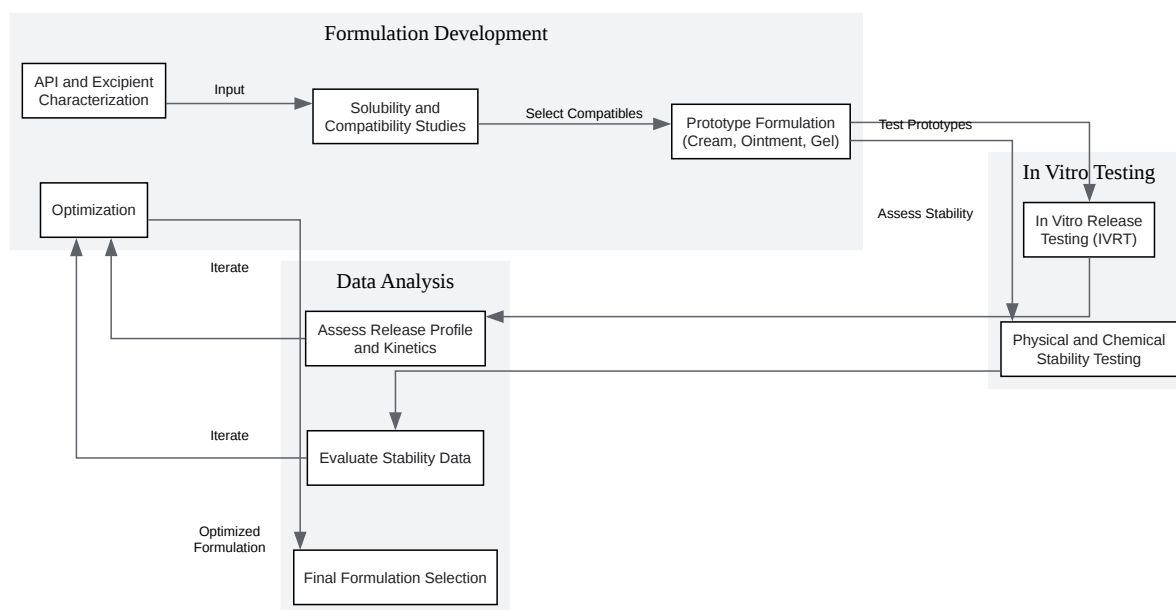 Formulation Development
API and Excipient
Characterization
Input
Solubility and
Compatibility Studies
Select Compatibles
Prototype Formulation
(Cream, Ointment, Gel)
Test Prototypes
In Vitro Testing
Optimization
Assess Stability
In Vitro Release
Testing (IVRT)
Iterate
Data Analysis
Assess Release Profile
and Kinetics
Physical and Chemical
Stability Testing
Iterate
Evaluate Stability Data
Optimized
Formulation
Final Formulation Selection